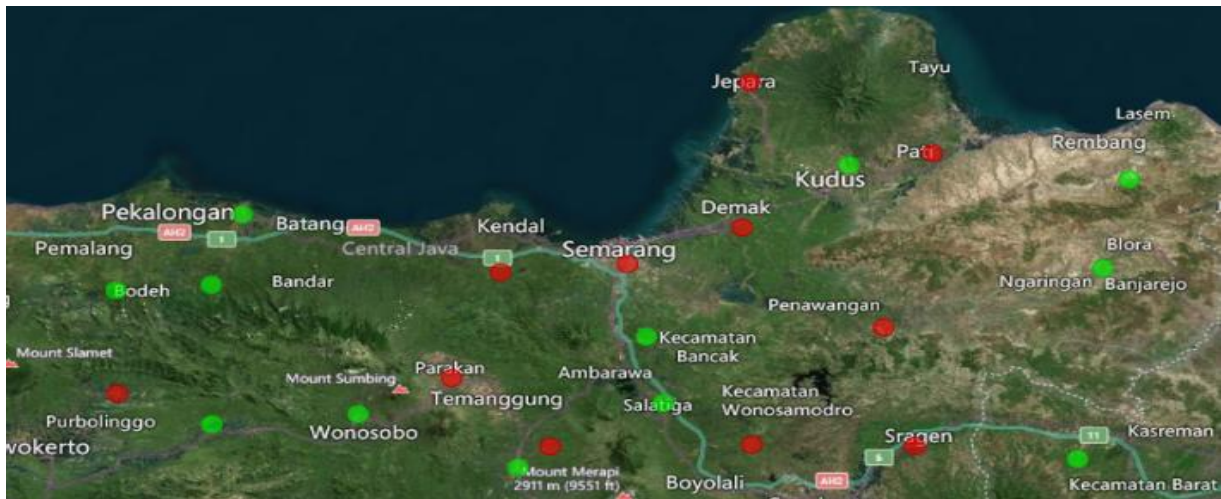 Jepara
Tayu
Lasem
Rembang
Pati
Kudus
Pekalongan
Batang
AH2
Kendal
Demak
AH2
1
Pemalang
Central Java
1
Semarang
Blora
Bodeh
Bandar
Ngaringan
Banjarejo
Penawangan
Mount Slamet
Kecamatan
Bancak
Parakan
Mount Sumbing
Ambarawa
Temanggung
Kecamatan
Wonosamodro
Salatiga
Purbolinggo
Wonosobo
Sragen
11
Kasreman
wokerto
5
Mount Merapi
2911 m (9551 ft)
Boyolali
AH2
Kecamatan Barat